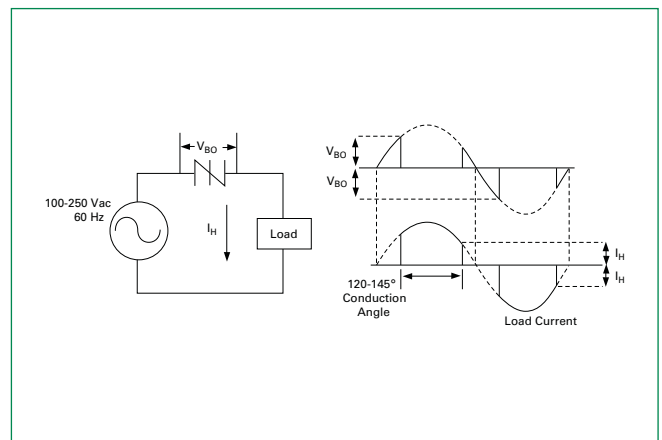 V_BO
100-250 Vac
60 Hz
I_H
Load
V_BO
V_BO
120-145°
Conduction
Angle
I_H
I_H
Load Current